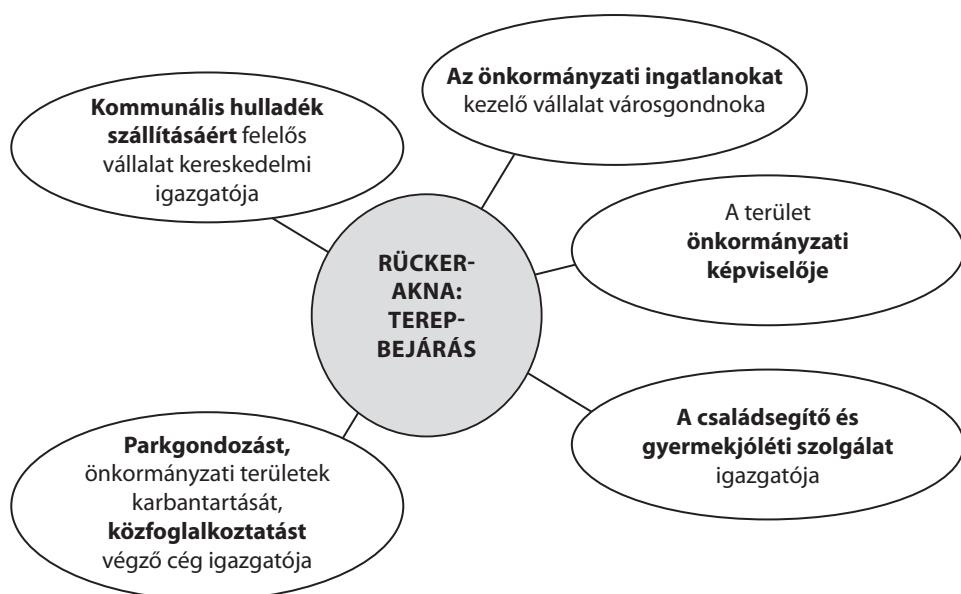 Az önkormányzati ingatlanokat
kezelő vállalat városgondnoka
Kommunális hulladék
szállításáért felelős
vállalat kereskedelmi
igazgatója
A terület
önkormányzati
képviselője
RÜCKER-
AKNA:
TEREP-
BEJÁRÁS
A családsegítő és
gyermekjóléti szolgálat
igazgatója
Parkgondozást,
önkormányzati területek
karbantartását,
közfoglalkoztatást
végző cég igazgatója